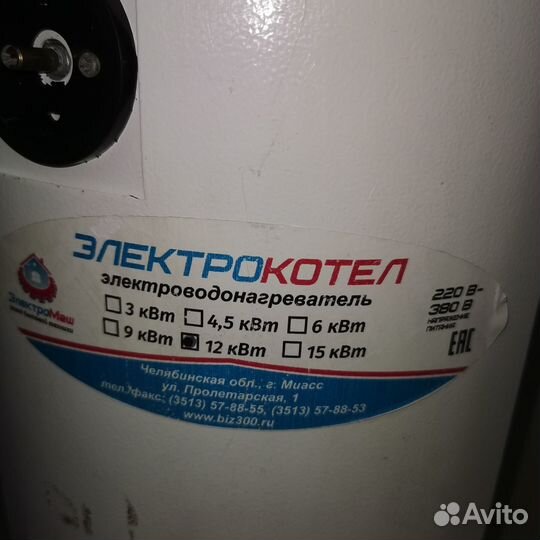 ЭЛЕКТРОКОТЕЛ
электроводонагреватель
3 кВт 4,5 кВт 6 кВт
9 кВт 12 кВт 15 кВт
220 В-
380 В
НАПРЯЖЕНИЕ
ПИТАНИЯ
ЕАС
ЭлектроМаш
Челябинская обл., г. Миасс
ул. Пролетарская, 1
тел./факс: (3513) 57-88-55, (3513) 57-88-53
www.biz300.ru
Avito